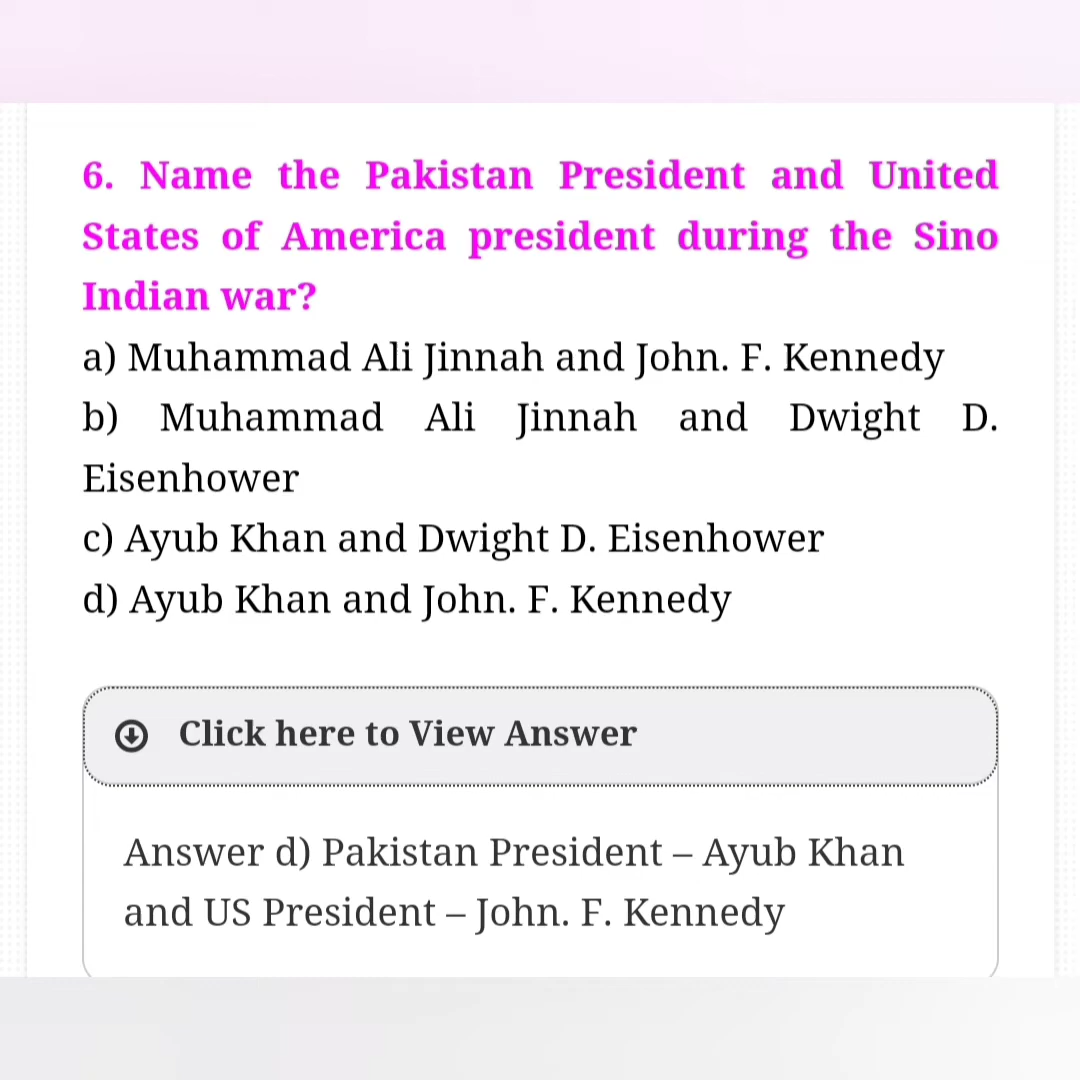 6. Name the Pakistan President and United
States of America president during the Sino
Indian war?
a) Muhammad Ali Jinnah and John. F. Kennedy
b) Muhammad Ali Jinnah and Dwight D.
Eisenhower
c) Ayub Khan and Dwight D. Eisenhower
d) Ayub Khan and John. F. Kennedy
Click here to View Answer
Answer d) Pakistan President – Ayub Khan
and US President – John. F. Kennedy